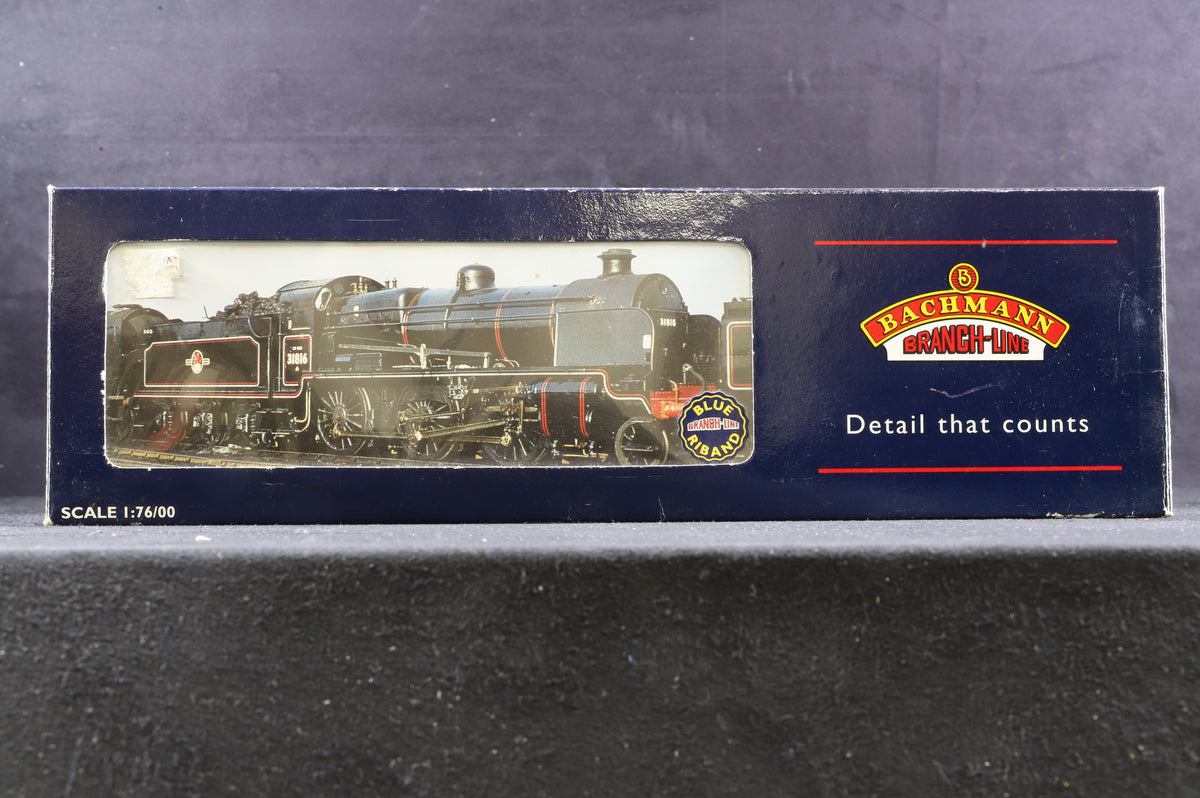 31816
31816
BLUE
BRANCH-LINE
RIBAND
SCALE 1:76/00
B
BACHMANN
BRANCH-LINE
Detail that counts